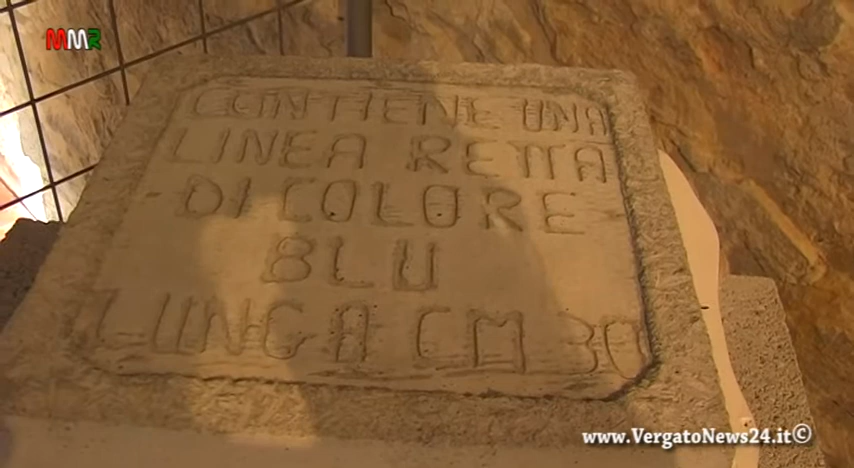 MMR
CONTIENE UNA
LINEA RETTA
DI COLORE
BLU
LUNGA CM 30
www.VergatoNews24.it©